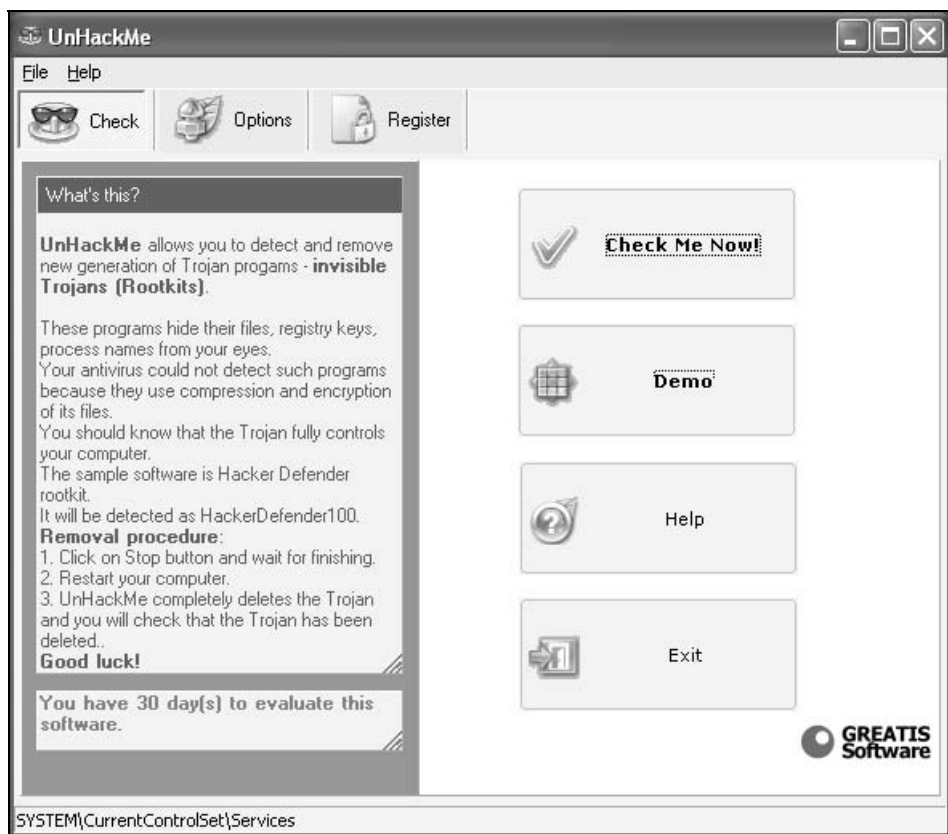 UnHackMe
File Help
Check Options Register
What's this?
UnHackMe allows you to detect and remove
new generation of Trojan progams - invisible
Trojans (Rootkits).
These programs hide their files, registry keys,
process names from your eyes.
Your antivirus could not detect such programs
because they use compression and encryption
of its files.
You should know that the Trojan fully controls
your computer.
The sample software is Hacker Defender
rootkit.
It will be detected as HackerDefender100.
Removal procedure:
1. Click on Stop button and wait for finishing.
2. Restart your computer.
3. UnHackMe completely deletes the Trojan
and you will check that the Trojan has been
deleted..
Good luck!
You have 30 day(s) to evaluate this
software.
Check Me Now!
Demo
Help
Exit
GREATIS
Software
SYSTEM\CurrentControlSet\Services